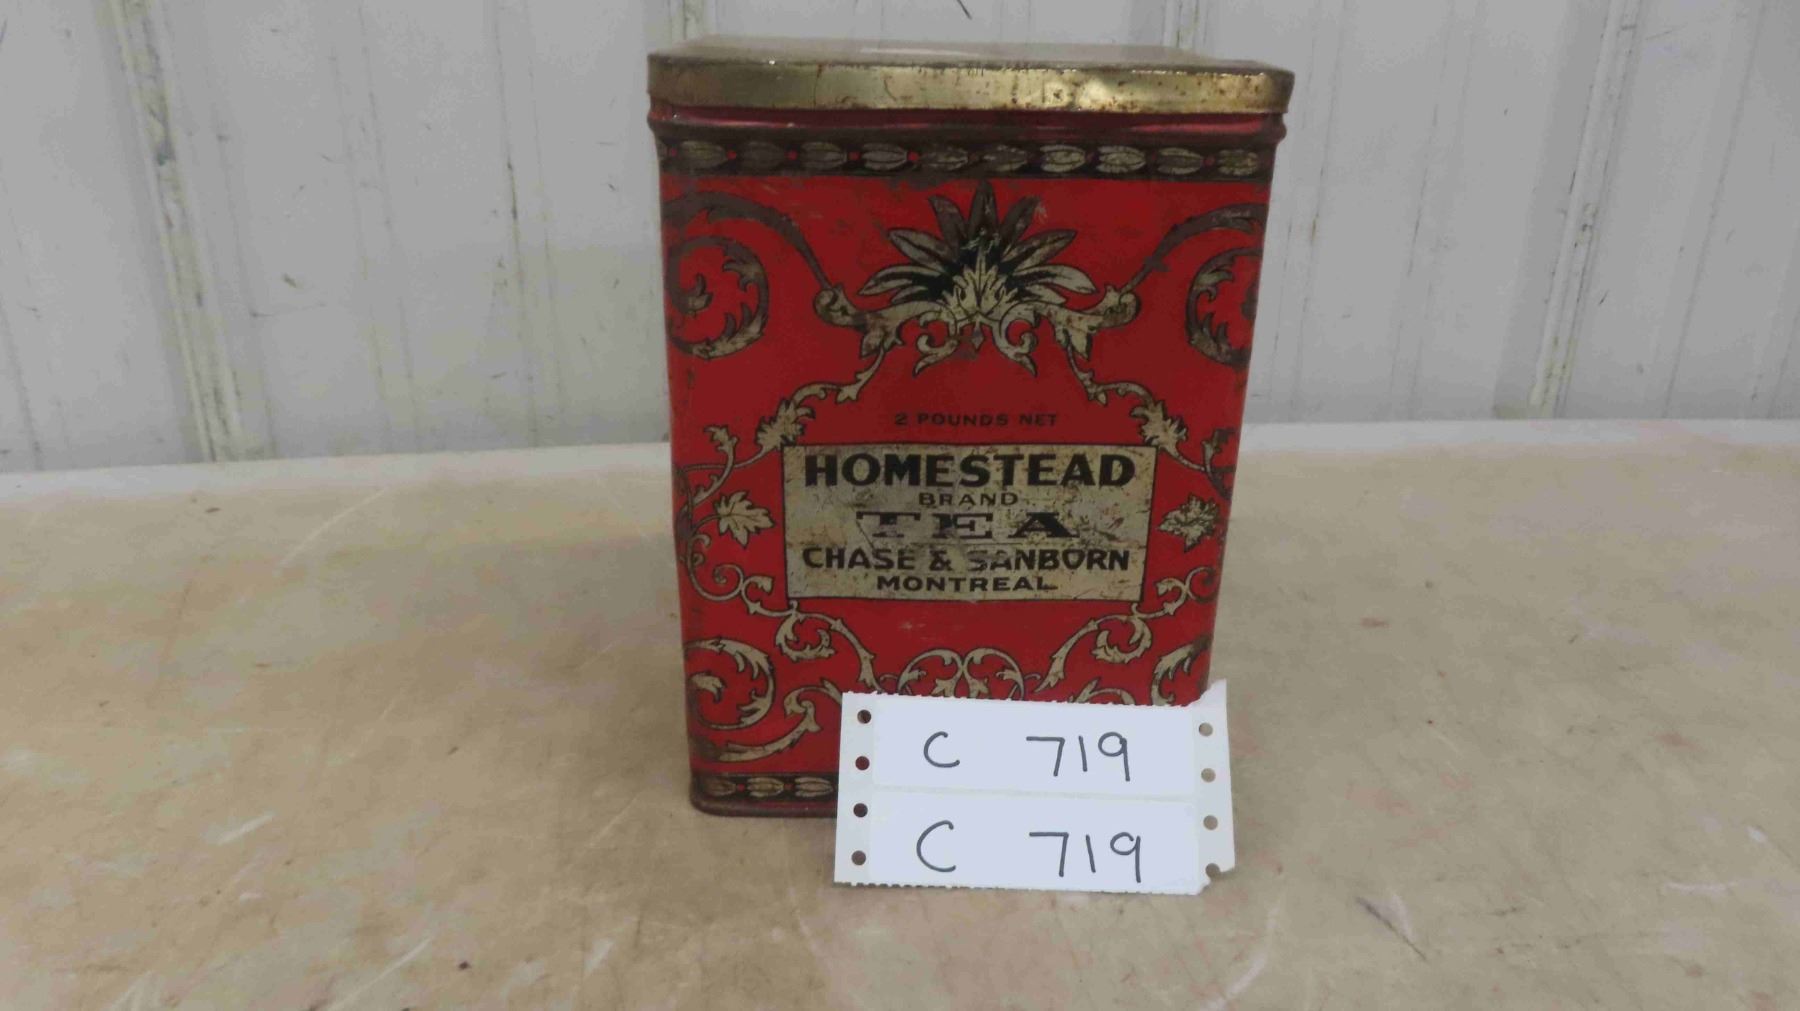 2 POUNDS NET
HOMESTEAD
BRAND
TEA
CHASE & SANBORN
MONTREAL
C 719
C 719